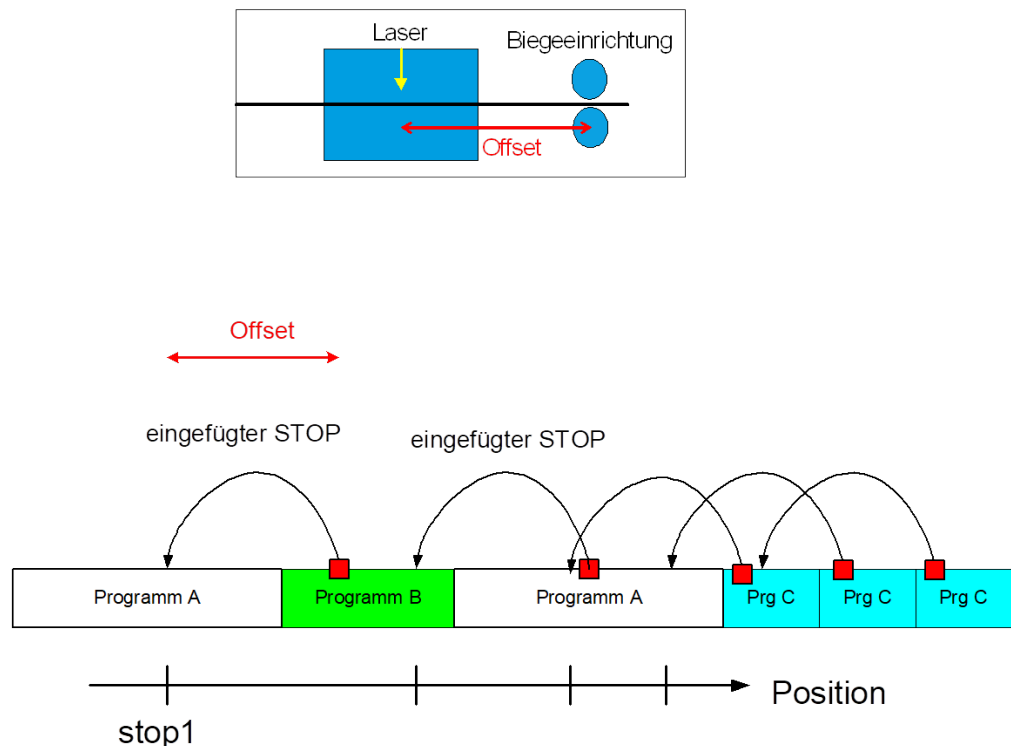 Laser
Biegeeinrichtung
Offset
Offset
eingefügter STOP
eingefügter STOP
Programm A
Programm B
Programm A
Prg C
Prg C
Prg C
Position
stop1